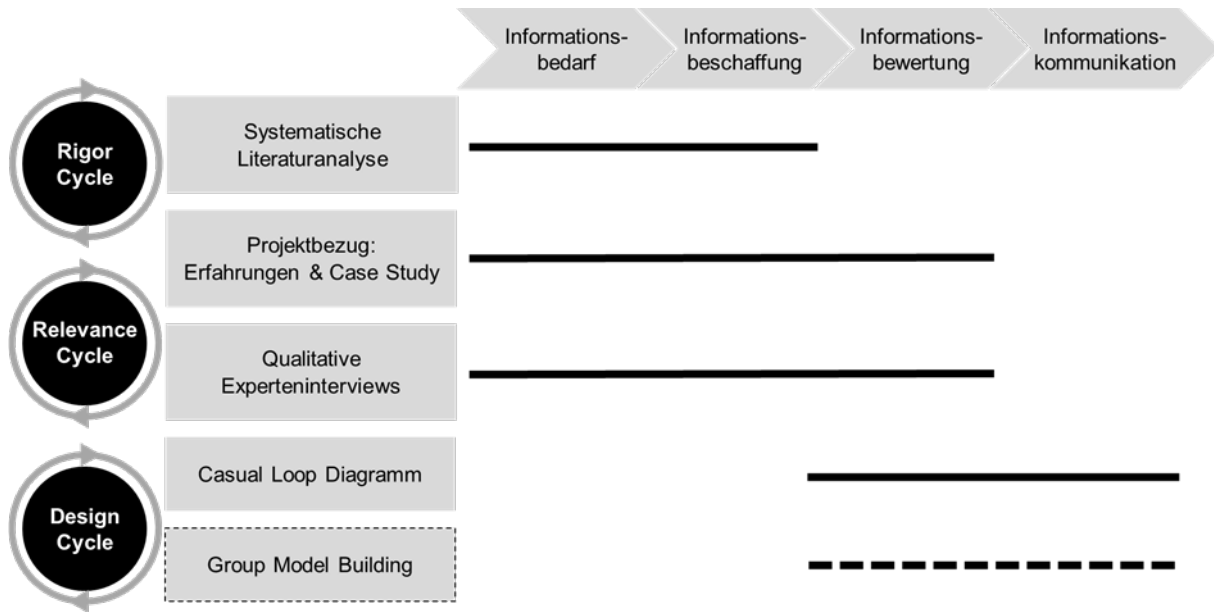 Informations-
bedarf
Informations-
beschaffung
Informations-
bewertung
Informations-
kommunikation
Rigor
Cycle
Systematische
Literaturanalyse
Projektbezug:
Erfahrungen & Case Study
Relevance
Cycle
Qualitative
Experteninterviews
Casual Loop Diagramm
Design
Cycle
Group Model Building